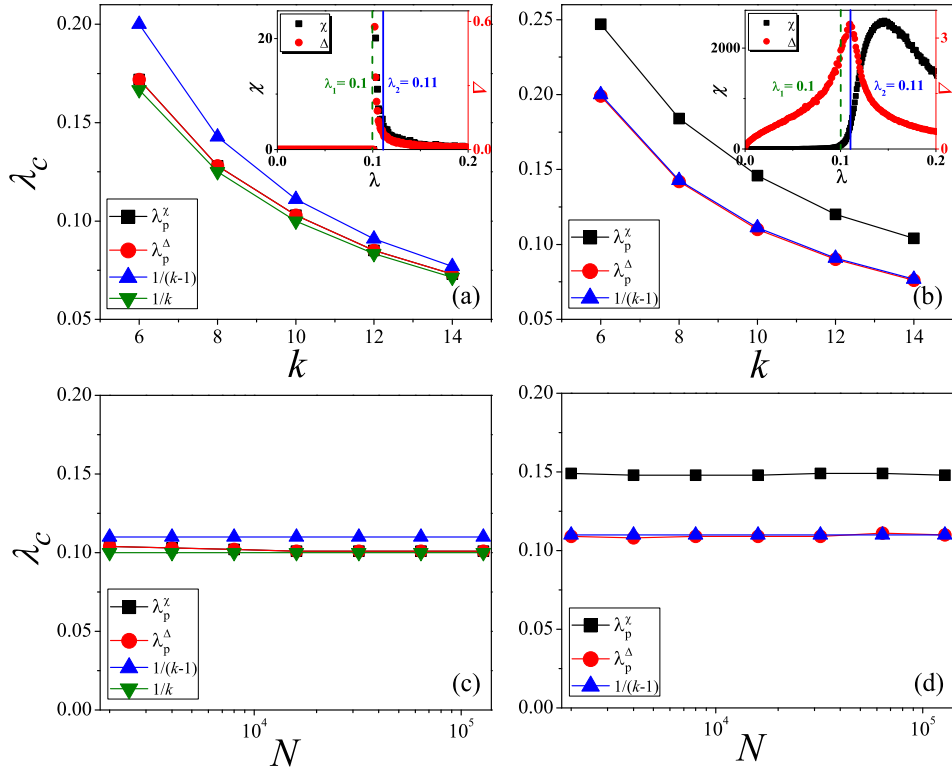 0.20
0.15
0.10
0.05
λc
6 8 10 12 14
k
λpχ
λpΔ
1/(k-1)
1/k
(a)
20
0
χ
χ
Δ
λ1= 0.1
λ2= 0.11
0.6
0.0
Δ
0.0 0.1 0.2
λ
0.25
0.20
0.15
0.10
0.05
6 8 10 12 14
k
λpχ
λpΔ
1/(k-1)
(b)
2000
0
χ
χ
Δ
λ1= 0.1
λ2= 0.11
3
0
Δ
0.0 0.1 0.2
λ
0.20
0.15
0.10
0.05
0.00
λc
10⁴ 10⁵
N
λpχ
λpΔ
1/(k-1)
1/k
(c)
0.20
0.15
0.10
0.05
0.00
10⁴ 10⁵
N
λpχ
λpΔ
1/(k-1)
(d)